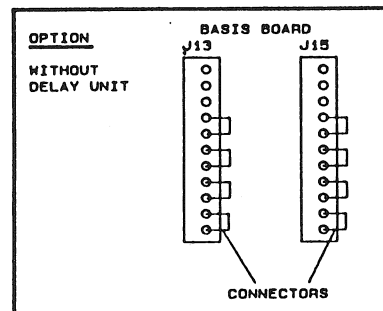 OPTION
BASIS BOARD
J13 J15
WITHOUT
DELAY UNIT
CONNECTORS